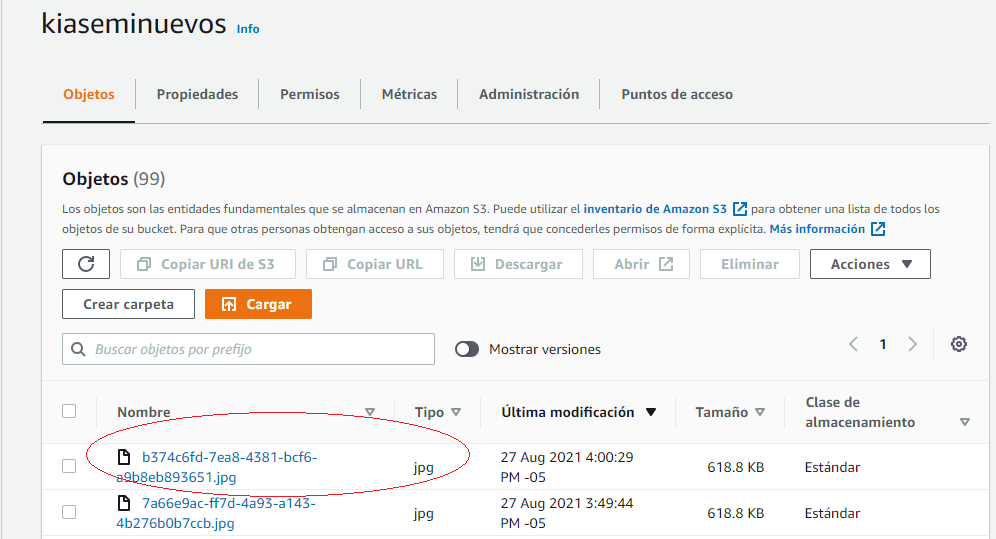 kiaseminuevos Info
Objetos Propiedades Permisos Métricas Administración Puntos de acceso
Objetos (99)
Los objetos son las entidades fundamentales que se almacenan en Amazon S3. Puede utilizar el inventario de Amazon S3 para obtener una lista de todos los
objetos de su bucket. Para que otras personas obtengan acceso a sus objetos, tendrá que concederles permisos de forma explícita. Más información
Copiar URI de S3 Copiar URL Descargar Abrir Eliminar Acciones
Crear carpeta Cargar
Buscar objetos por prefijo Mostrar versiones 1
Nombre Tipo Última modificación Tamaño Clase de
almacenamiento
b374c6fd-7ea8-4381-bcf6- 27 Aug 2021 4:00:29
a9b8eb893651.jpg jpg PM -05 618.8 KB Estándar
7a66e9ac-ff7d-4a93-a143- 27 Aug 2021 3:49:44
4b276b0b7ccb.jpg jpg PM -05 618.8 KB Estándar